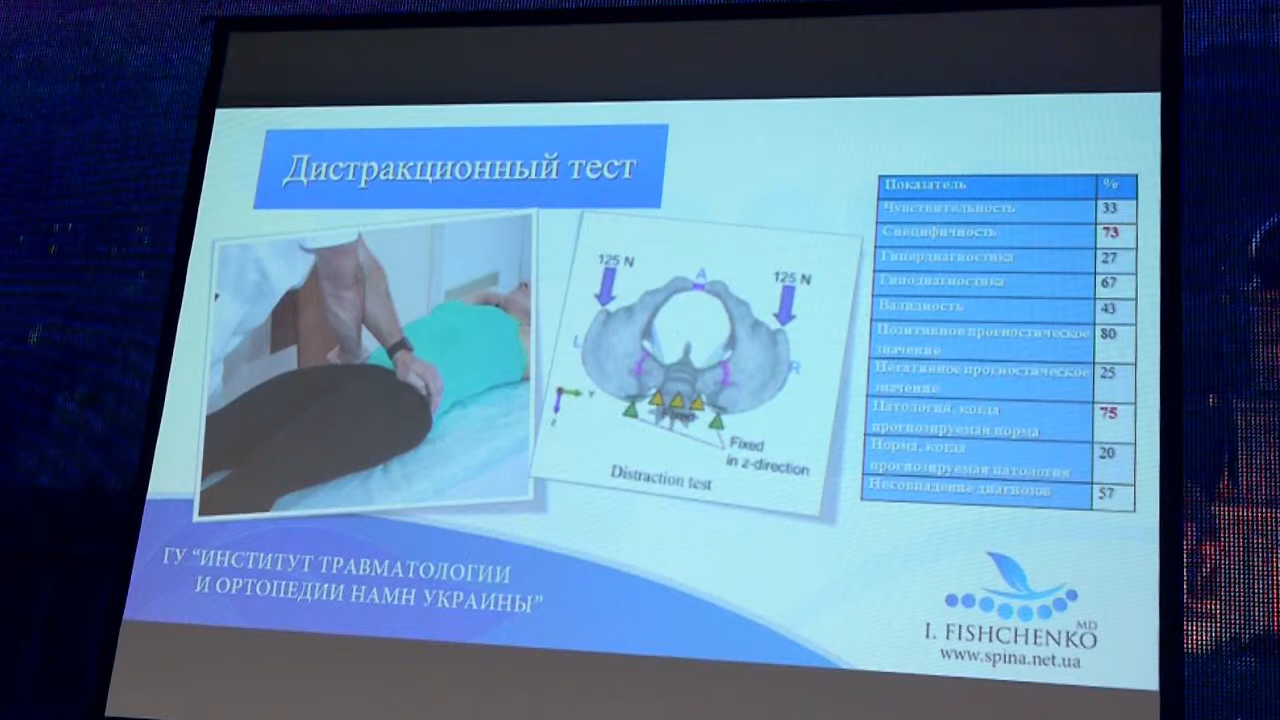 Дистракционный тест
125 N
125 N
A
L
R
Y
z
Fixed
Fixed
in z-direction
Distraction test
Показатель %
Чувствительность 33
Специфичность 73
Гипердиагностика 27
Гиподиагностика 67
Валидность 43
Позитивное прогностическое 80
значение
Негативное прогностическое 25
значение
Патология, когда 75
прогнозируемая норма
Норма, когда 20
прогнозируемая патология
Несовпадение диагнозов 57
ГУ “ИНСТИТУТ ТРАВМАТОЛОГИИ
И ОРТОПЕДИИ НАМН УКРАИНЫ”
MD
I. FISHCHENKO
www.spina.net.ua